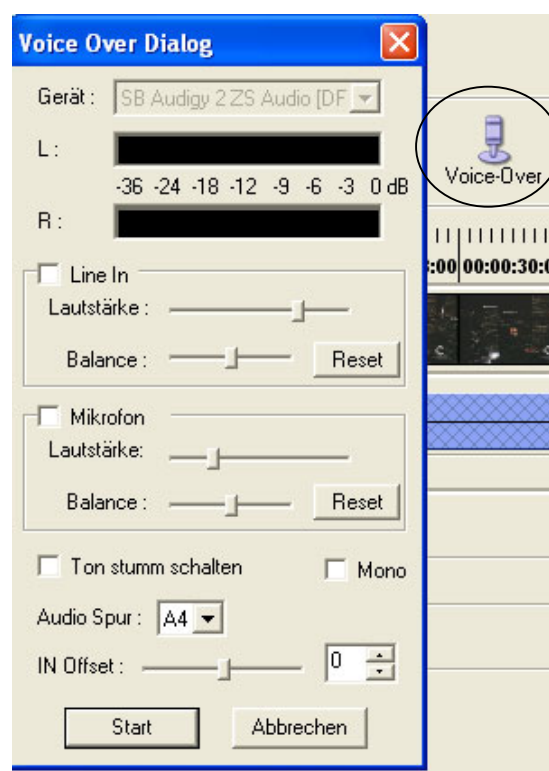 Voice Over Dialog
Gerät : SB Audigy 2 ZS Audio [DF
L :
-36 -24 -18 -12 -9 -6 -3 0 dB
R :
Line In
Lautstärke :
Balance : Reset
Mikrofon
Lautstärke:
Balance : Reset
Ton stumm schalten Mono
Audio Spur : A4
IN Offset : 0
Start Abbrechen
Voice-Over
:00 00:00:30:0